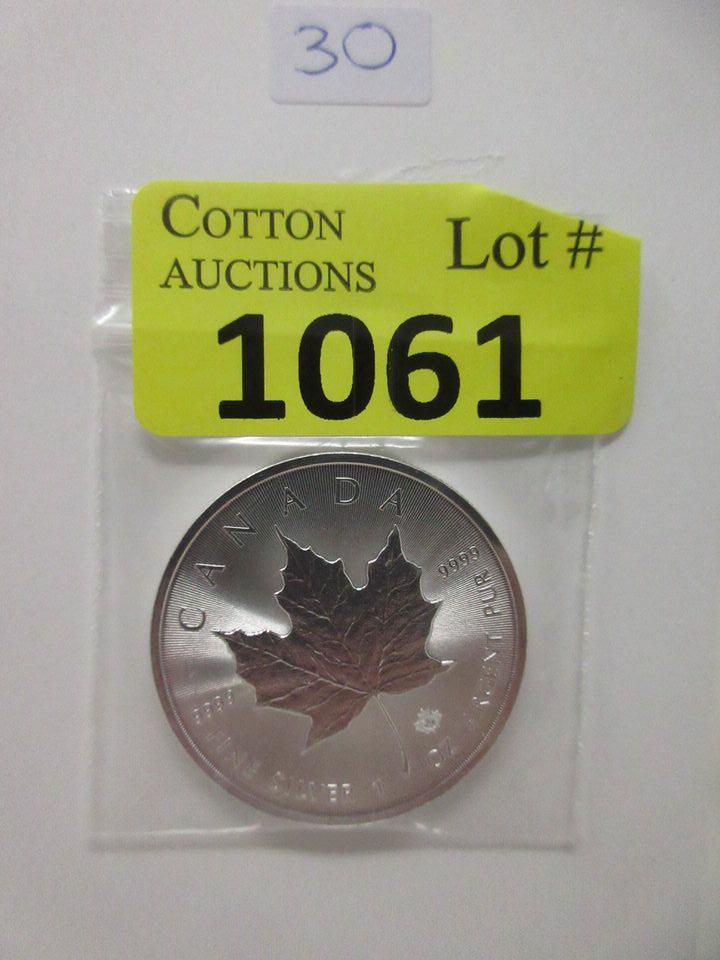 30
COTTON AUCTIONS
Lot #
1061
CANADA
9999
9999
FINE SILVER 1 OZ ARGENT PUR